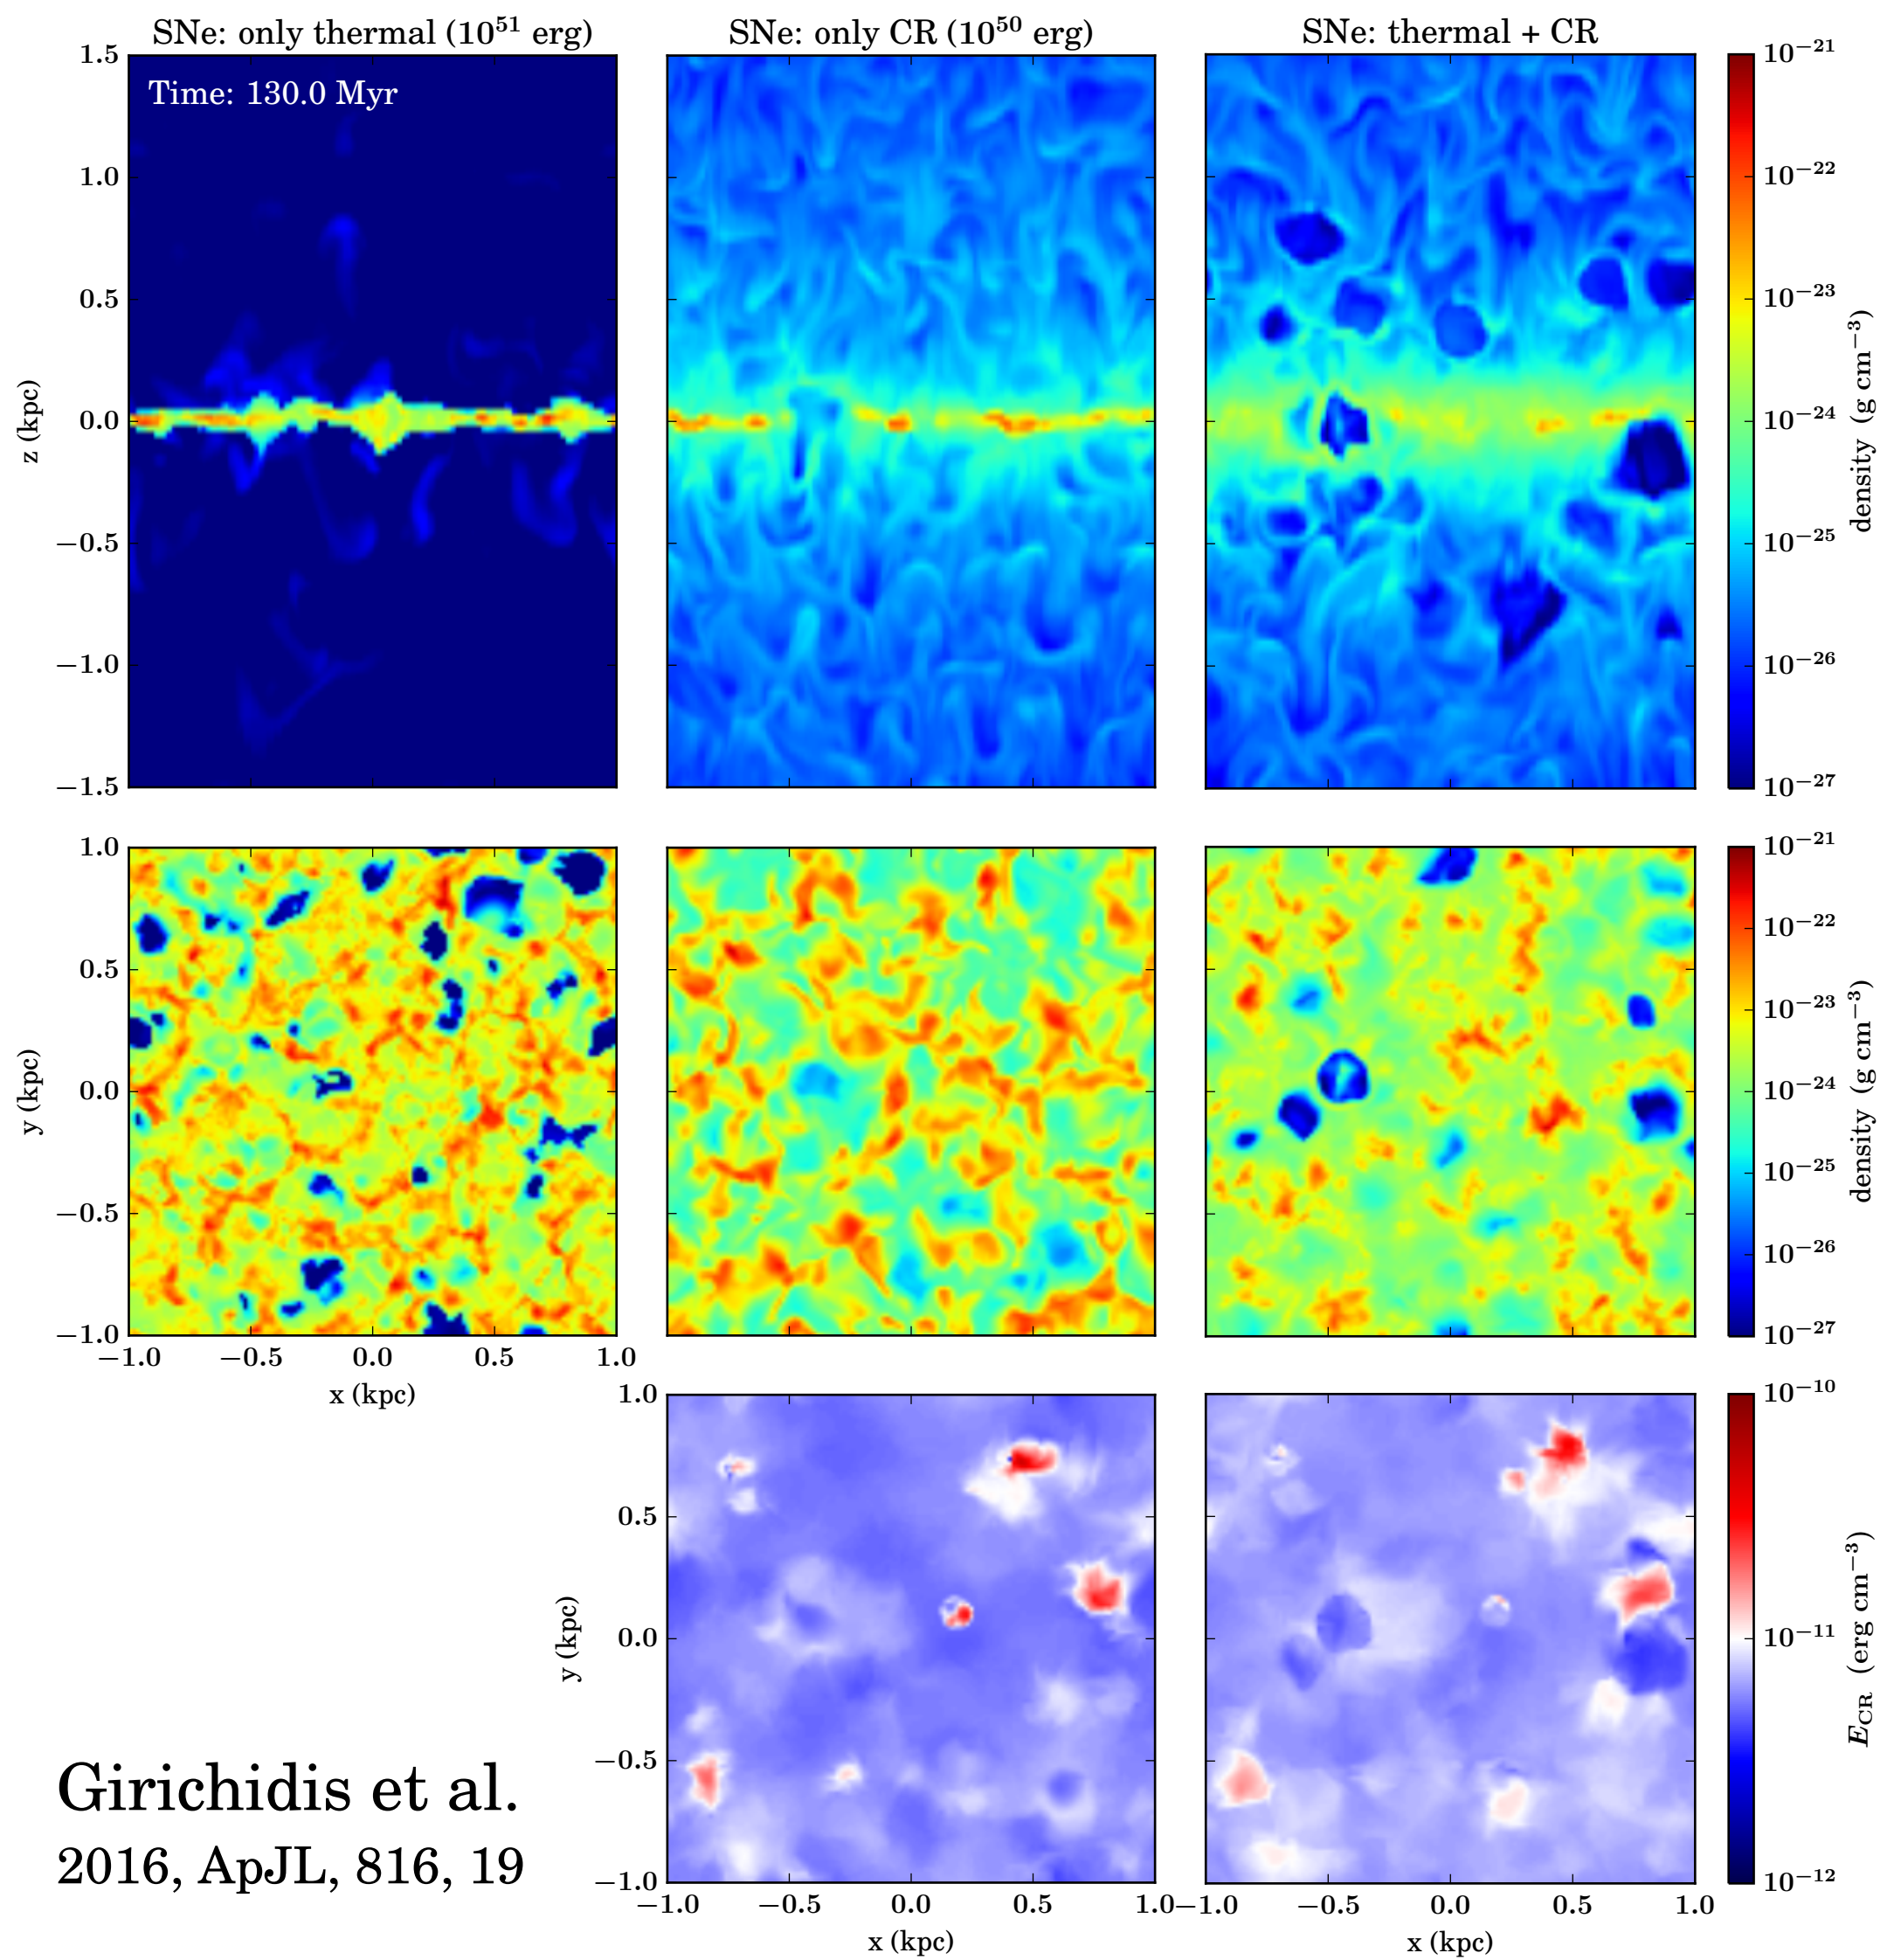 SNe: only thermal (10⁵¹ erg)
SNe: only CR (10⁵⁰ erg)
SNe: thermal + CR
Time: 130.0 Myr
1.5
1.0
0.5
0.0
−0.5
−1.0
−1.5
z (kpc)
10⁻²¹
10⁻²²
10⁻²³
10⁻²⁴
10⁻²⁵
10⁻²⁶
10⁻²⁷
density (g cm⁻³)
1.0
0.5
0.0
−0.5
−1.0
y (kpc)
−1.0 −0.5 0.0 0.5 1.0
x (kpc)
10⁻²¹
10⁻²²
10⁻²³
10⁻²⁴
10⁻²⁵
10⁻²⁶
10⁻²⁷
density (g cm⁻³)
1.0
0.5
0.0
−0.5
−1.0
y (kpc)
−1.0 −0.5 0.0 0.5 1.0
x (kpc)
−1.0 −0.5 0.0 0.5 1.0
x (kpc)
10⁻¹⁰
10⁻¹¹
10⁻¹²
E_CR (erg cm⁻³)
Girichidis et al.
2016, ApJL, 816, 19